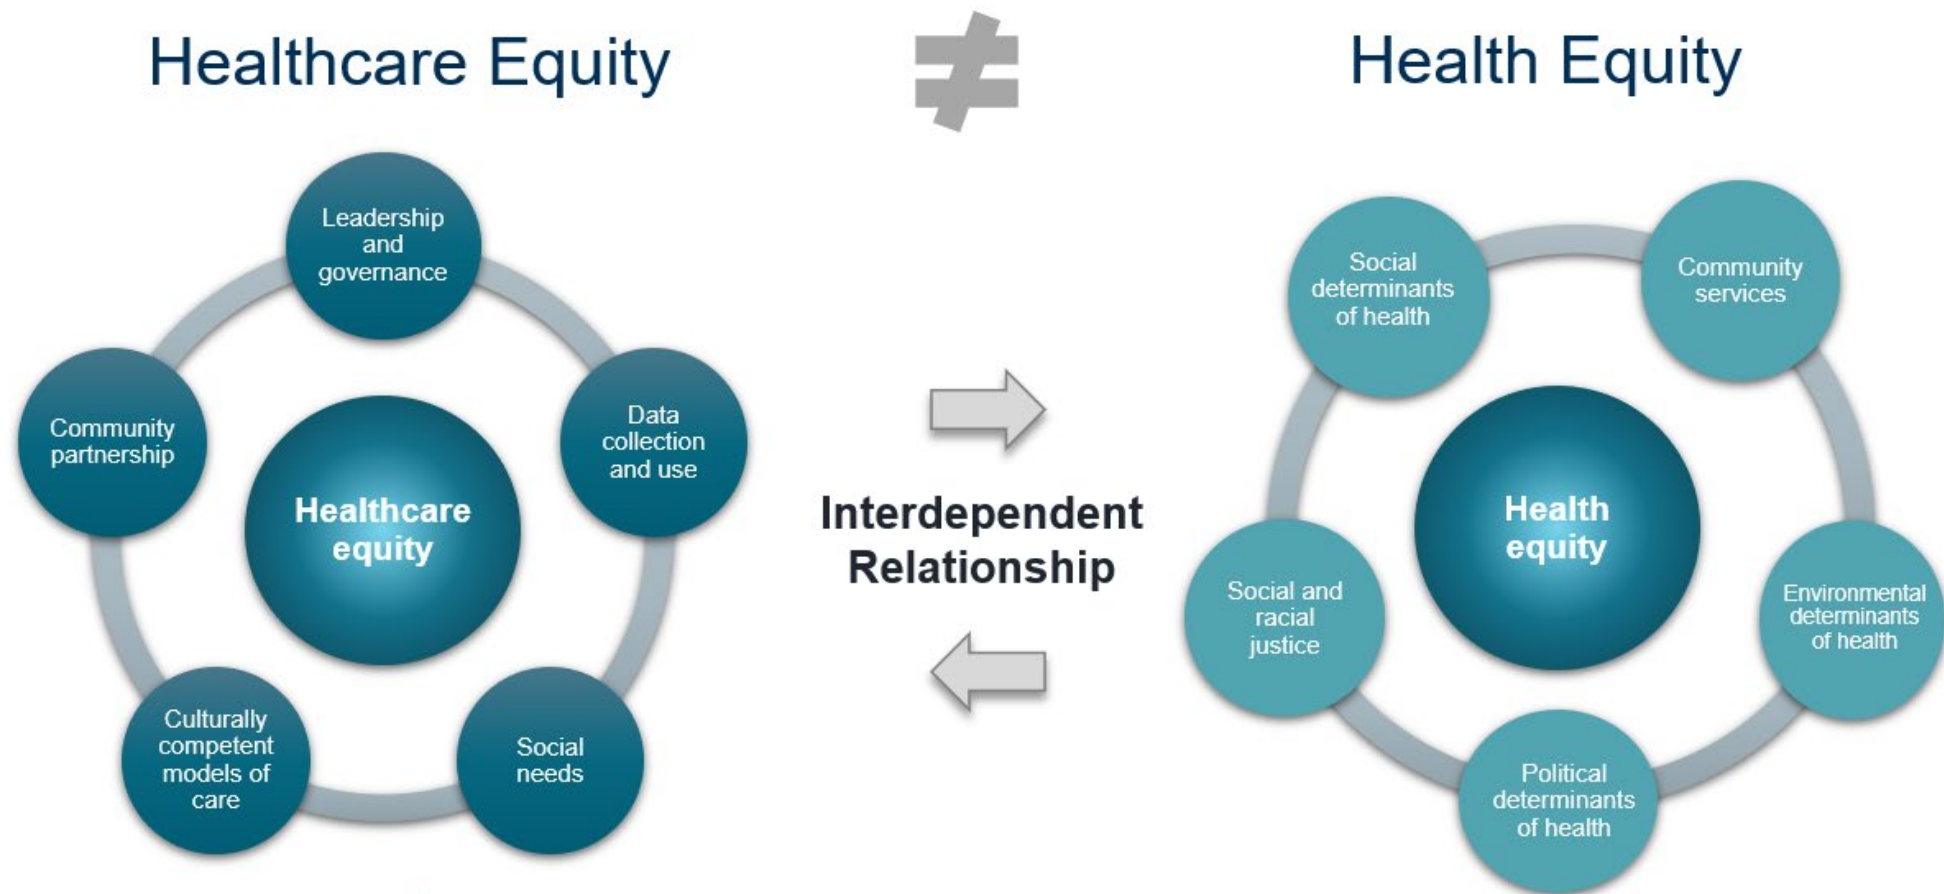 Healthcare Equity
≠
Health Equity
Leadership
and
governance
Community
partnership
Data
collection
and use
Healthcare
equity
Culturally
competent
models of
care
Social
needs
Interdependent
Relationship
Social
determinants
of health
Community
services
Health
equity
Social and
racial
justice
Environmental
determinants
of health
Political
determinants
of health